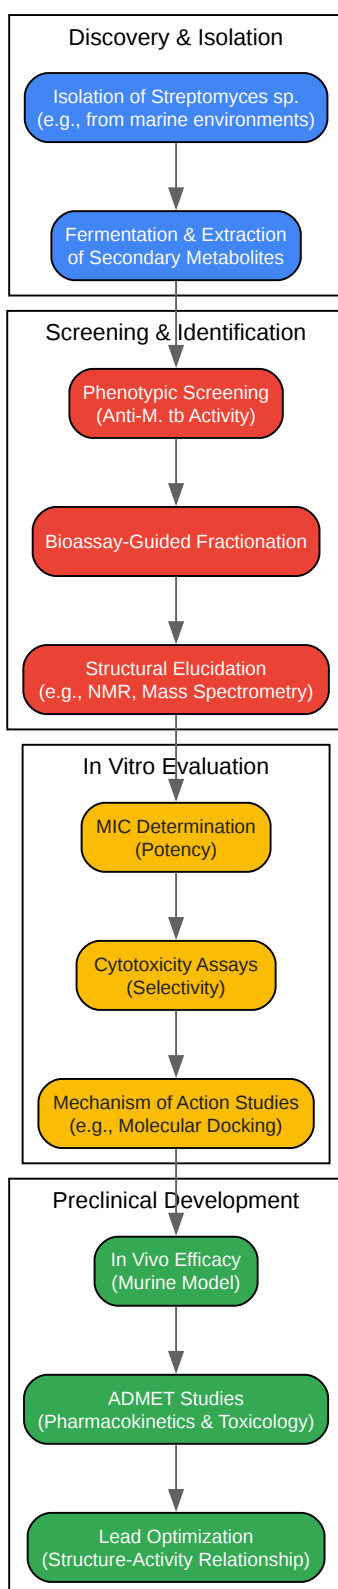 Discovery & Isolation
Isolation of Streptomyces sp.
(e.g., from marine environments)
Fermentation & Extraction
of Secondary Metabolites
Screening & Identification
Phenotypic Screening
(Anti-M. tb Activity)
Bioassay-Guided Fractionation
Structural Elucidation
(e.g., NMR, Mass Spectrometry)
In Vitro Evaluation
MIC Determination
(Potency)
Cytotoxicity Assays
(Selectivity)
Mechanism of Action Studies
(e.g., Molecular Docking)
Preclinical Development
In Vivo Efficacy
(Murine Model)
ADMET Studies
(Pharmacokinetics & Toxicology)
Lead Optimization
(Structure-Activity Relationship)